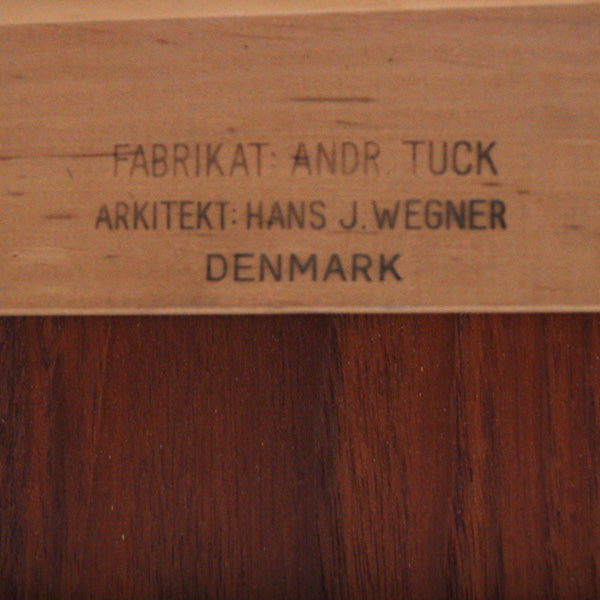 FABRIKAT: ANDR. TUCK
ARKITEKT: HANS J. WEGNER
DENMARK